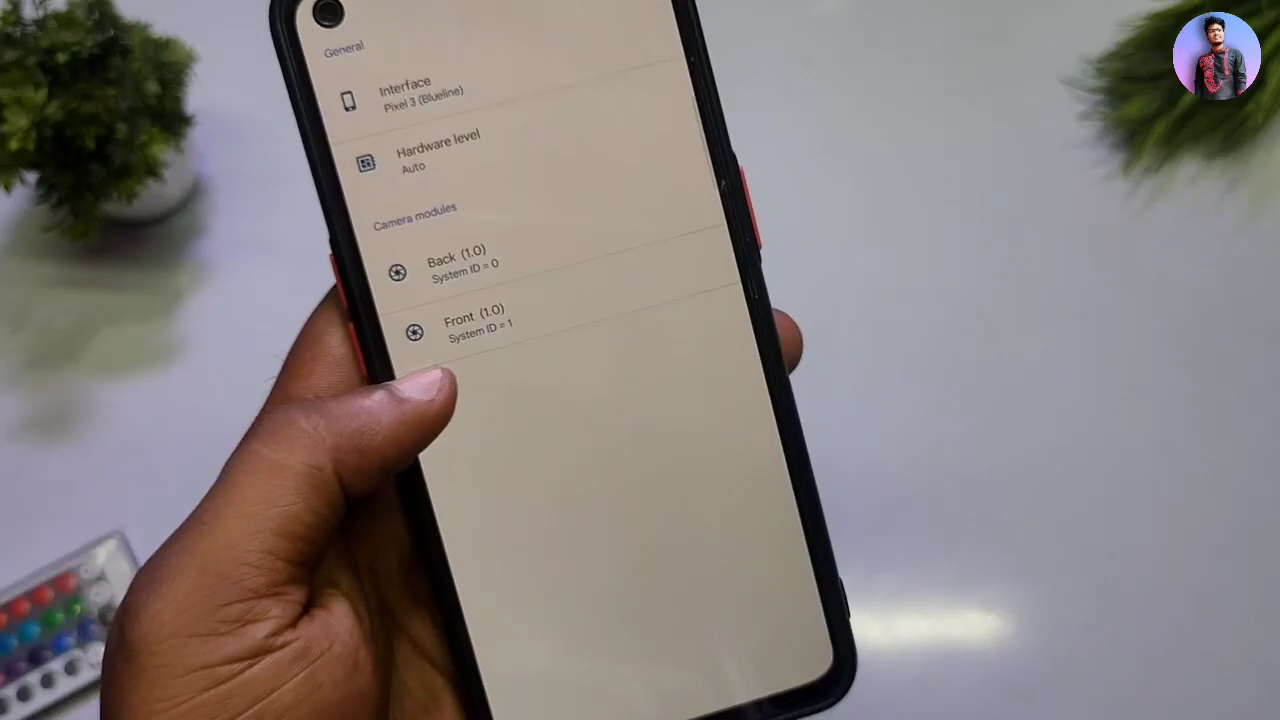 General
Interface
Pixel 3 (Blueline)
Hardware level
Auto
Camera modules
Back (1.0)
System ID = 0
Front (1.0)
System ID = 1